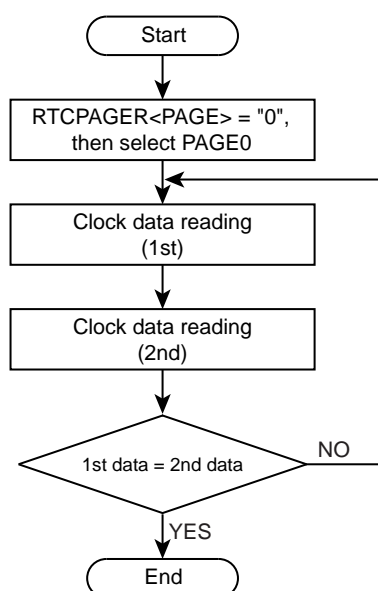 Start
RTCPAGER<PAGE> = "0",
then select PAGE0
Clock data reading
(1st)
Clock data reading
(2nd)
1st data = 2nd data
NO
YES
End